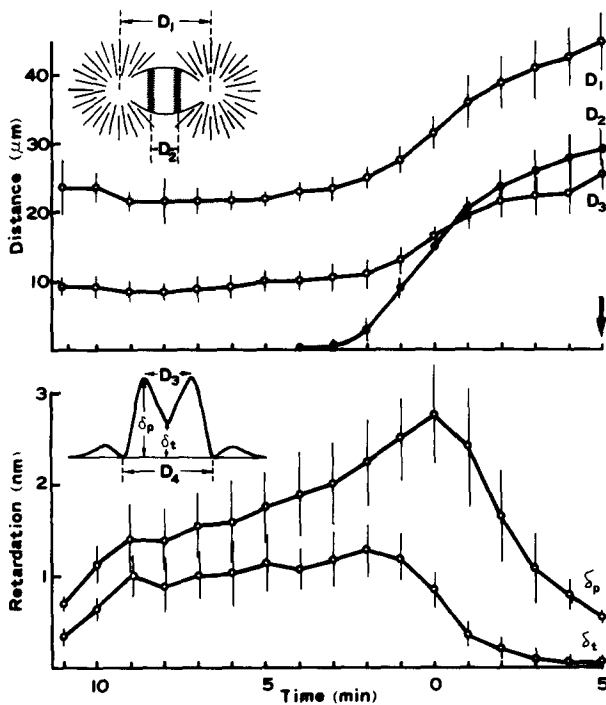 D₁
D₂
40
30
20
10
Distance (μm)
D₁
D₂
D₃
3
2
1
Retardation (nm)
D₃
δp
δt
D₄
δp
δt
10
5
0
5
Time (min)